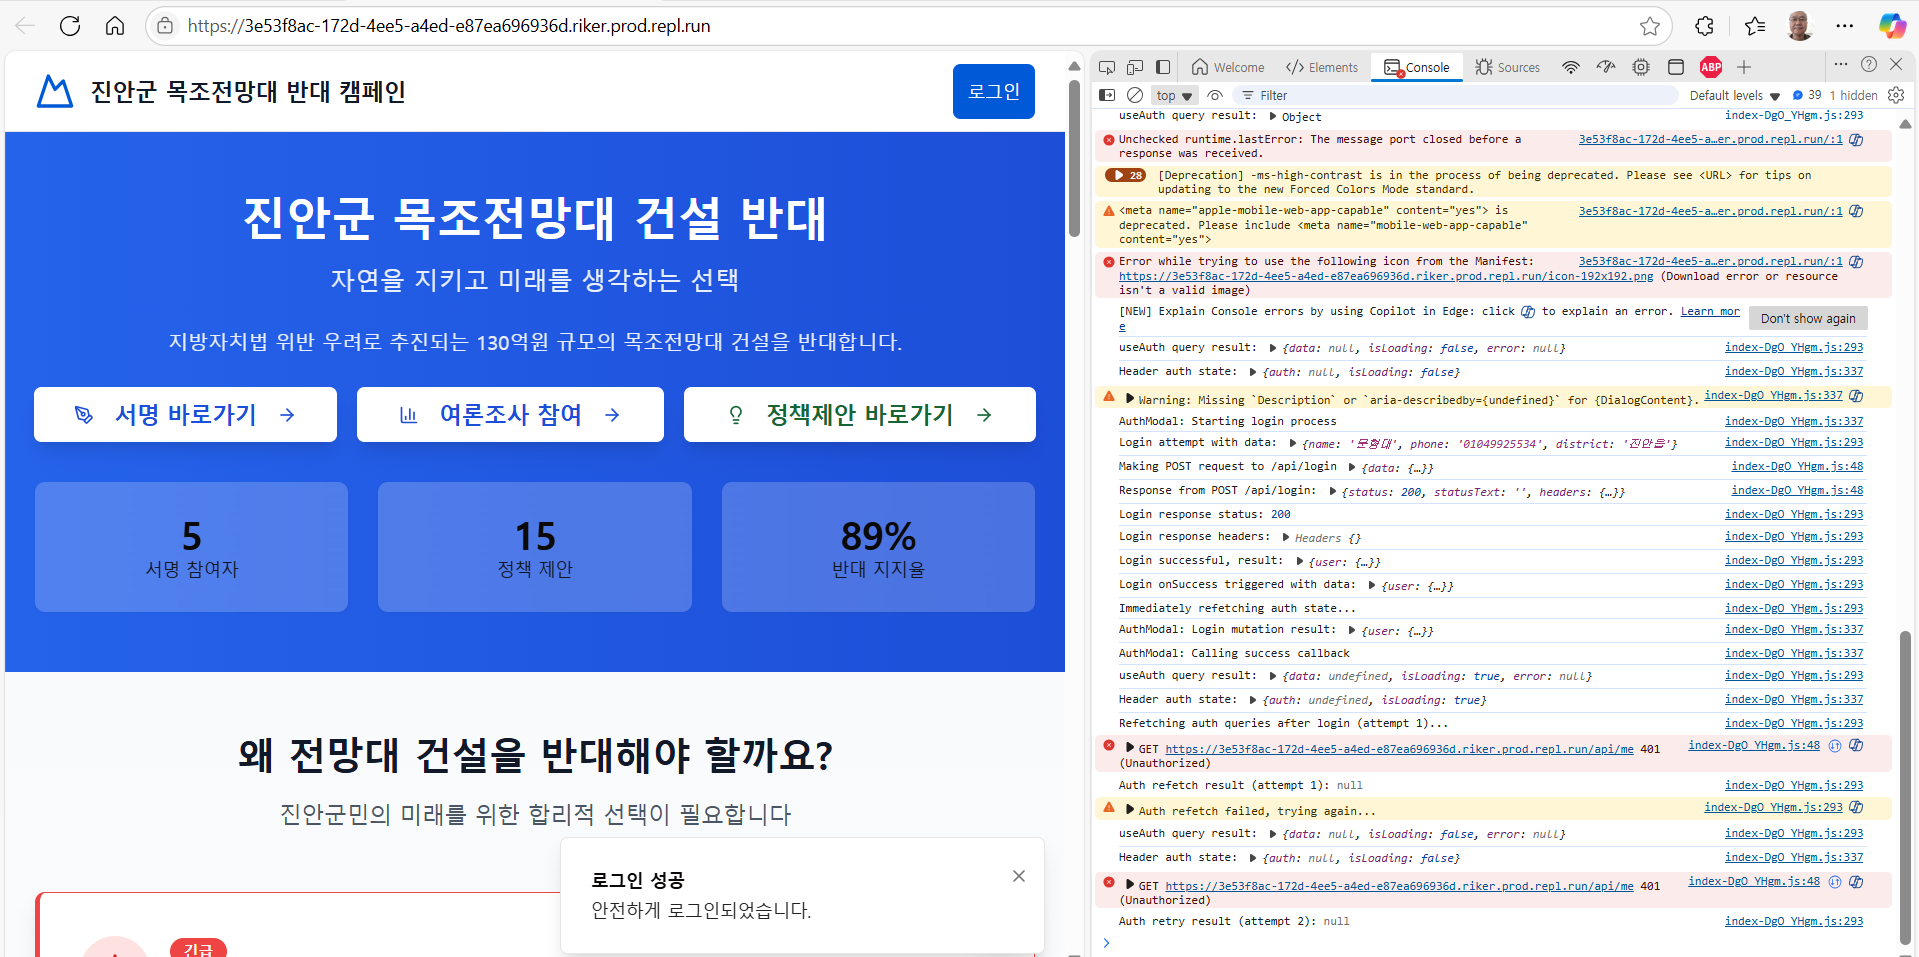 https://3e53f8ac-172d-4ee5-a4ed-e87ea696936d.riker.prod.repl.run
진안군 목조전망대 반대 캠페인
로그인
진안군 목조전망대 건설 반대
자연을 지키고 미래를 생각하는 선택
지방자치법 위반 우려로 추진되는 130억원 규모의 목조전망대 건설을 반대합니다.
서명 바로가기 →
여론조사 참여 →
정책제안 바로가기 →
5
서명 참여자
15
정책 제안
89%
반대 지지율
왜 전망대 건설을 반대해야 할까요?
진안군민의 미래를 위한 합리적 선택이 필요합니다
긴급
로그인 성공
안전하게 로그인되었습니다.
Welcome Elements Console Sources ABP
top Filter Default levels 39 1 hidden
useAuth query result: Object index-DgO_YHgm.js:293
Unchecked runtime.lastError: The message port closed before a 3e53f8ac-172d-4ee5-a…er.prod.repl.run/:1
response was received.
28 [Deprecation] -ms-high-contrast is in the process of being deprecated. Please see <URL> for tips on
updating to the new Forced Colors Mode standard.
<meta name="apple-mobile-web-app-capable" content="yes"> is 3e53f8ac-172d-4ee5-a…er.prod.repl.run/:1
deprecated. Please include <meta name="mobile-web-app-capable"
content="yes">
Error while trying to use the following icon from the Manifest: 3e53f8ac-172d-4ee5-a…er.prod.repl.run/:1
https://3e53f8ac-172d-4ee5-a4ed-e87ea696936d.riker.prod.repl.run/icon-192x192.png (Download error or resource
isn't a valid image)
[NEW] Explain Console errors by using Copilot in Edge: click to explain an error. Learn mor
e
Don't show again
useAuth query result: {data: null, isLoading: false, error: null} index-DgO_YHgm.js:293
Header auth state: {auth: null, isLoading: false} index-DgO_YHgm.js:337
Warning: Missing `Description` or `aria-describedby={undefined}` for {DialogContent}. index-DgO_YHgm.js:337
AuthModal: Starting login process index-DgO_YHgm.js:337
Login attempt with data: {name: '문형대', phone: '01049925534', district: '진안읍'} index-DgO_YHgm.js:293
Making POST request to /api/login {data: {…}} index-DgO_YHgm.js:48
Response from POST /api/login: {status: 200, statusText: '', headers: {…}} index-DgO_YHgm.js:48
Login response status: 200 index-DgO_YHgm.js:293
Login response headers: Headers {} index-DgO_YHgm.js:293
Login successful, result: {user: {…}} index-DgO_YHgm.js:293
Login onSuccess triggered with data: {user: {…}} index-DgO_YHgm.js:293
Immediately refetching auth state... index-DgO_YHgm.js:293
AuthModal: Login mutation result: {user: {…}} index-DgO_YHgm.js:337
AuthModal: Calling success callback index-DgO_YHgm.js:337
useAuth query result: {data: undefined, isLoading: true, error: null} index-DgO_YHgm.js:293
Header auth state: {auth: undefined, isLoading: true} index-DgO_YHgm.js:337
Refetching auth queries after login (attempt 1)... index-DgO_YHgm.js:293
GET https://3e53f8ac-172d-4ee5-a4ed-e87ea696936d.riker.prod.repl.run/api/me 401 index-DgO_YHgm.js:48
(Unauthorized)
Auth refetch result (attempt 1): null index-DgO_YHgm.js:293
Auth refetch failed, trying again... index-DgO_YHgm.js:293
useAuth query result: {data: null, isLoading: false, error: null} index-DgO_YHgm.js:293
Header auth state: {auth: null, isLoading: false} index-DgO_YHgm.js:337
GET https://3e53f8ac-172d-4ee5-a4ed-e87ea696936d.riker.prod.repl.run/api/me 401 index-DgO_YHgm.js:48
(Unauthorized)
Auth retry result (attempt 2): null index-DgO_YHgm.js:293